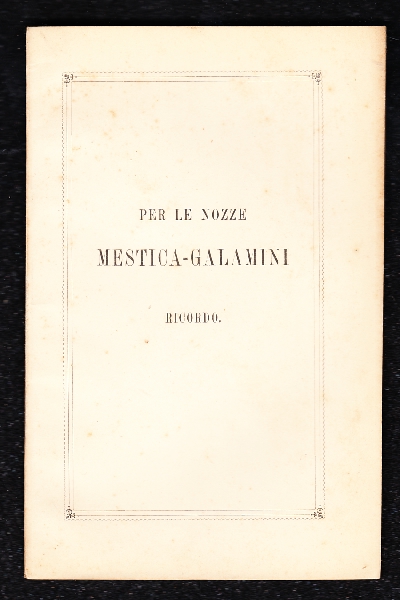 PER LE NOZZE
MESTICA-GALAMINI
RICORDO.